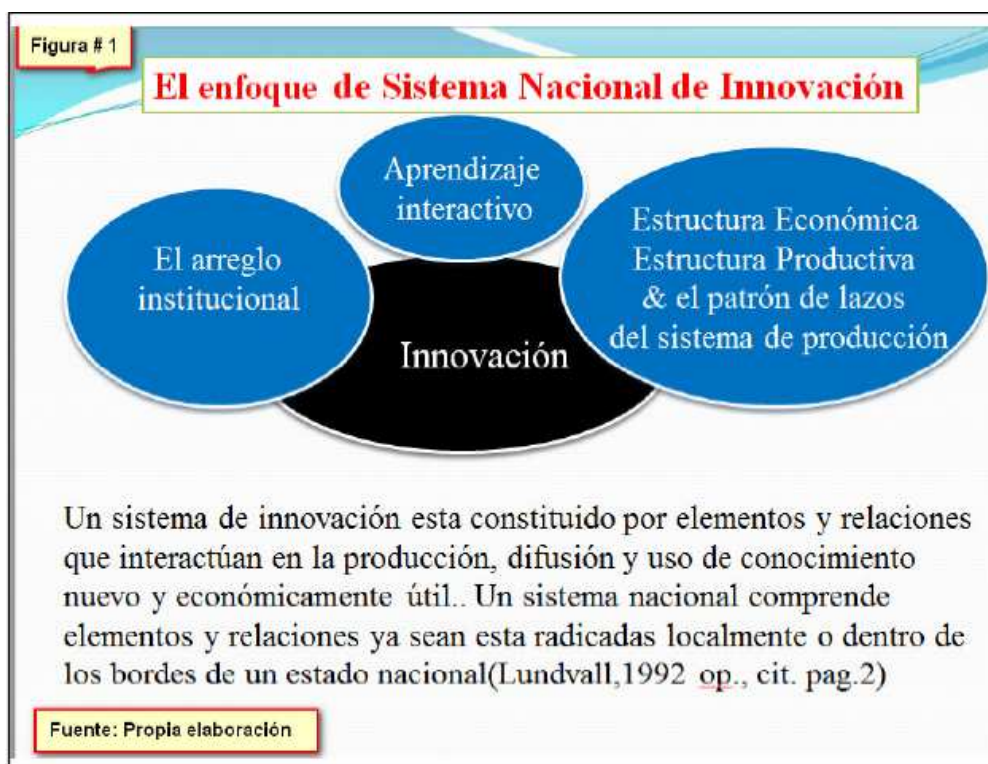 Figura # 1
El enfoque de Sistema Nacional de Innovación
Aprendizaje
interactivo
El arreglo
institucional
Estructura Económica
Estructura Productiva
& el patrón de lazos
del sistema de producción
Innovación
Un sistema de innovación esta constituido por elementos y relaciones
que interactúan en la producción, difusión y uso de conocimiento
nuevo y económicamente útil.. Un sistema nacional comprende
elementos y relaciones ya sean esta radicadas localmente o dentro de
los bordes de un estado nacional(Lundvall,1992 op., cit. pag.2)
Fuente: Propia elaboración